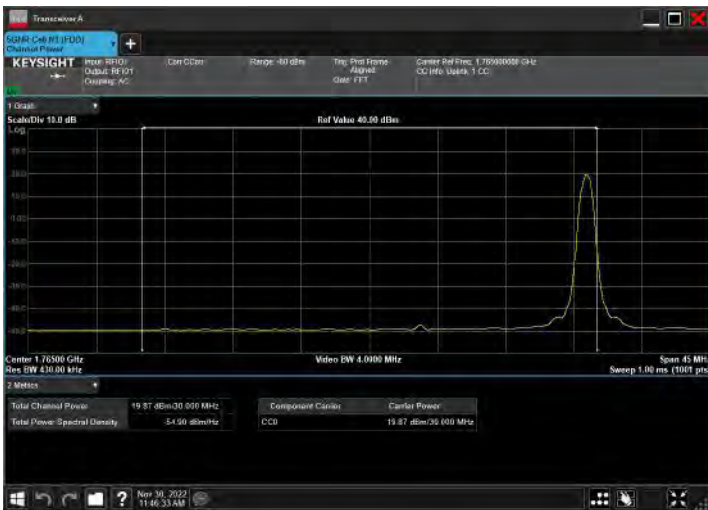 Transceiver A
5GNR-Cell N1 (FDD)
Channel Power
KEYSIGHT
Input: RFIO1
Output: RFIO1
Coupling: AC
Corr CCorr
Range: -60 dBm
Trig: Prod Frame
Aligned
Gate: FFT
Carrier Ref Freq: 1.765000000 GHz
CC Info: Uplink, 1 CC
1 Graph
Scale/Div 10.0 dB
Ref Value 40.00 dBm
Log
Center 1.76500 GHz
Video BW 4.0000 MHz
Span 45 MHz
Res BW 430.00 kHz
Sweep 1.00 ms (1001 pts
2 Metrics
Total Channel Power 19.87 dBm/30.000 MHz
Total Power Spectral Density -54.90 dBm/Hz
Component Carrier Carrier Power
CC0 19.87 dBm/30.000 MHz
Nov 30, 2022
11:46:33 AM